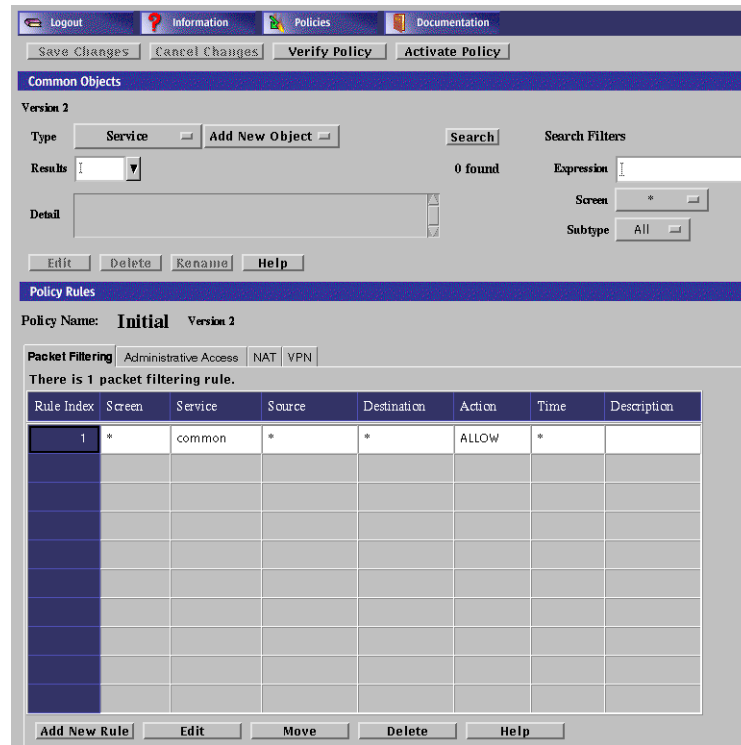 Logout Information Policies Documentation
Save Changes Cancel Changes Verify Policy Activate Policy
Common Objects
Version 2
Type Service Add New Object Search Search Filters
Results 0 found Expression
Screen *
Detail
Subtype All
Edit Delete Rename Help
Policy Rules
Policy Name: Initial Version 2
Packet Filtering Administrative Access NAT VPN
There is 1 packet filtering rule.
Rule Index Screen Service Source Destination Action Time Description
1 * common * * ALLOW *
Add New Rule Edit Move Delete Help